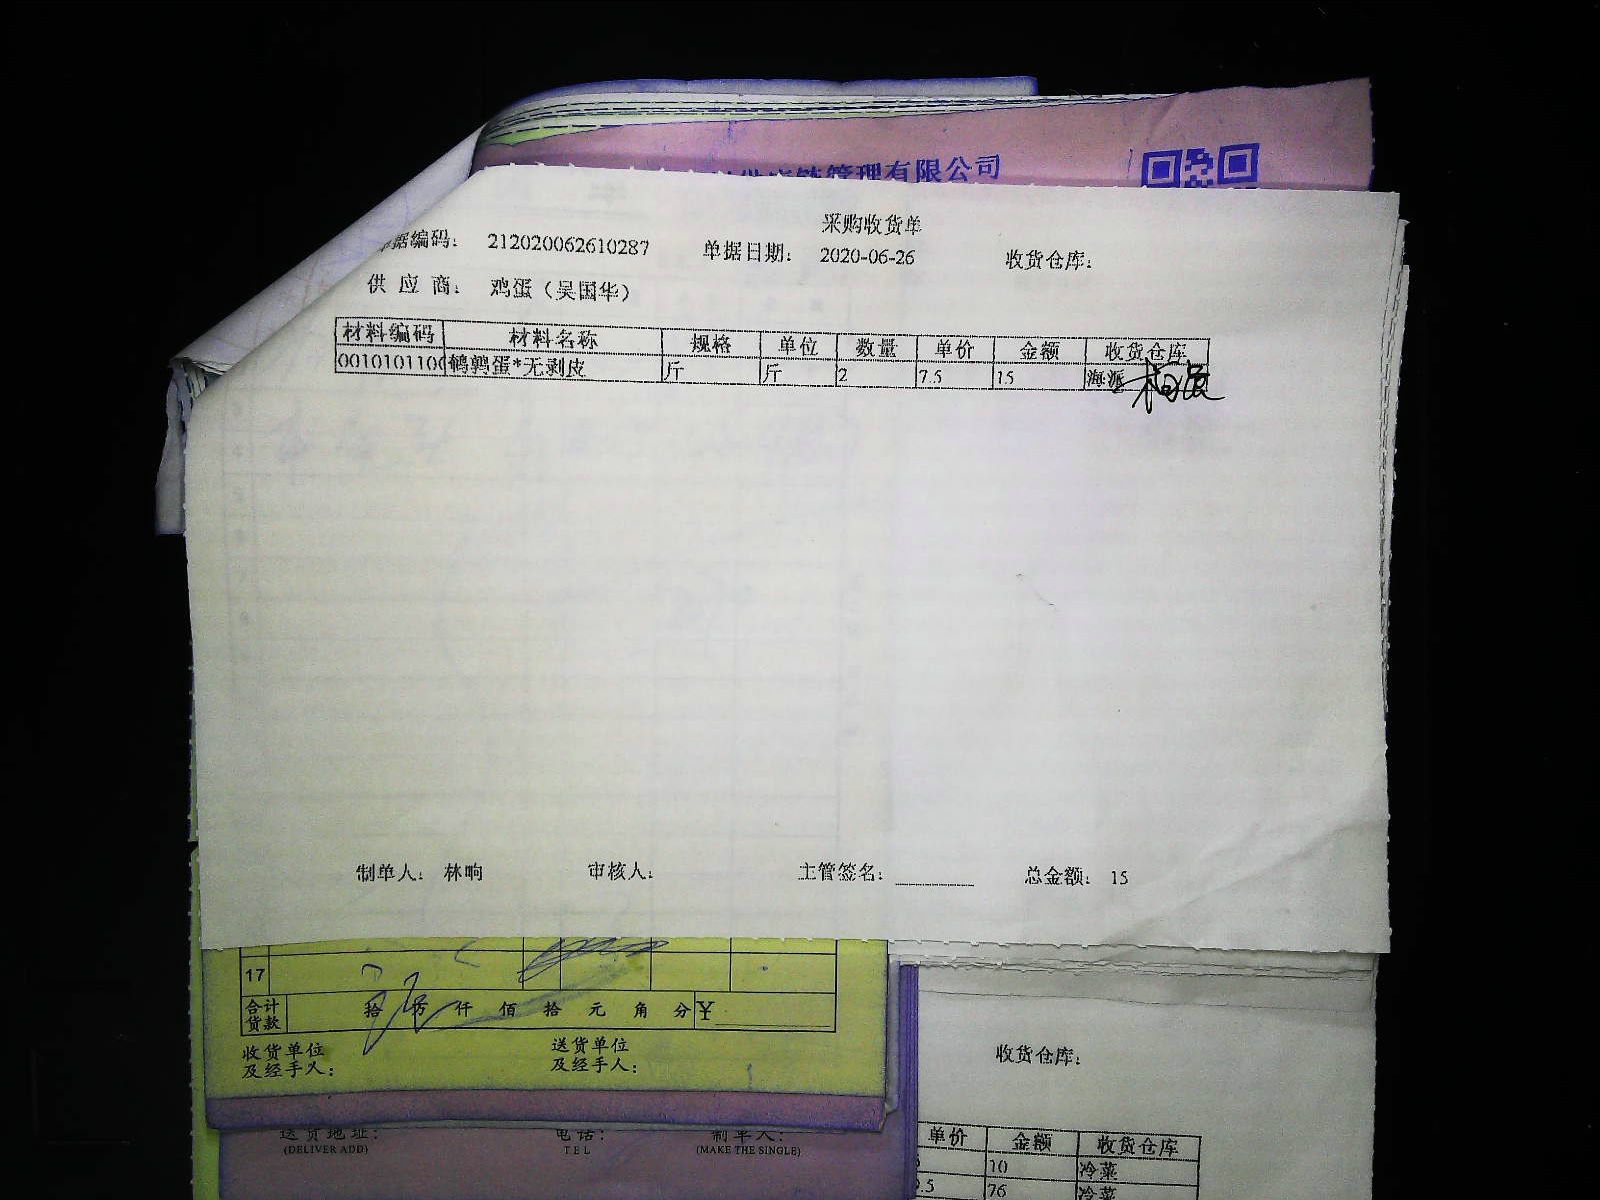 管理有限公司
采购收货单
据编码： 212020062610287 单据日期： 2020-06-26 收货仓库：
供应商： 鸡蛋（吴国华）
材料编码 材料名称 规格 单位 数量 单价 金额 收货仓库
0010101100 鹌鹑蛋*无剥皮 斤 斤 2 7.5 15 海派
制单人： 林响 审核人： 主管签名： 总金额： 15
17
合计货款 拾 万 仟 佰 拾 元 角 分 ¥
收货单位 送货单位
及经手人： 及经手人：
收货仓库：
送货地址： 电话： 制单人：
(DELIVER ADD) TEL (MAKE THE SINGLE)
单价 金额 收货仓库
10 冷菜
.5 76 冷菜